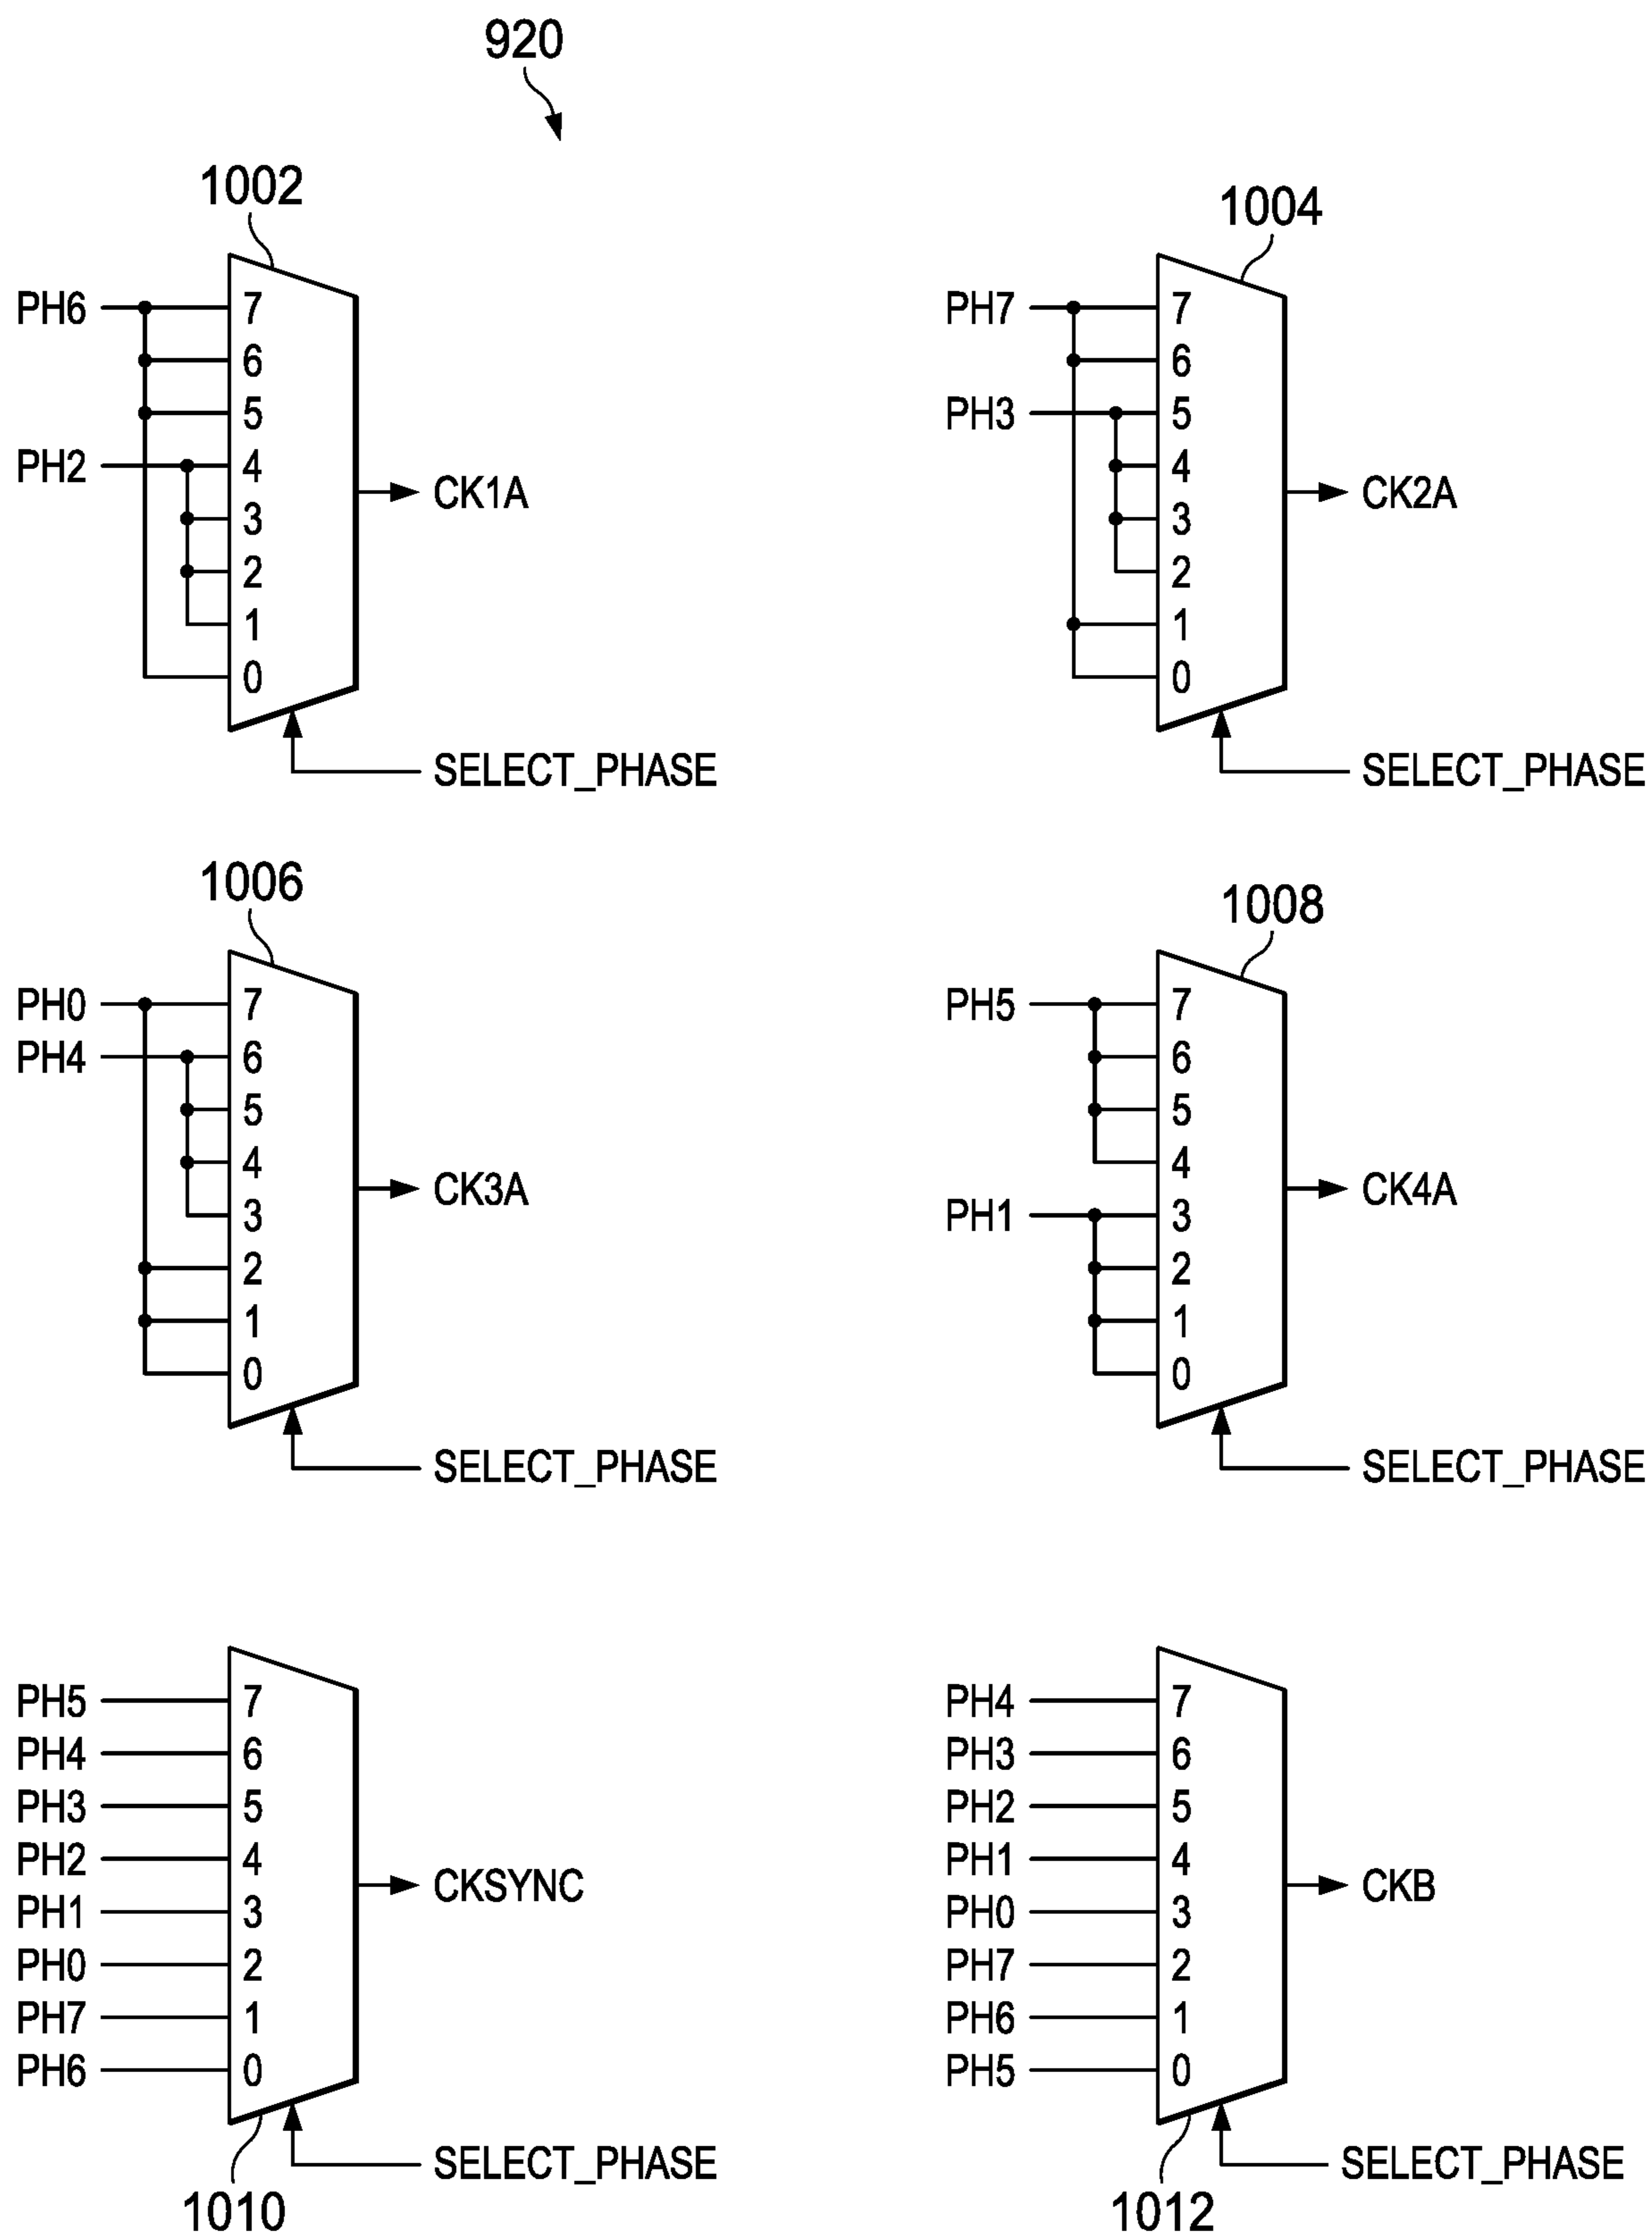 920
1002
PH6 7
6
5
PH2 4
3
2
1
0
CK1A
SELECT_PHASE
1004
PH7 7
6
PH3 5
4
3
2
1
0
CK2A
SELECT_PHASE
1006
PH0 7
PH4 6
5
4
3
2
1
0
CK3A
SELECT_PHASE
1008
PH5 7
6
5
4
PH1 3
2
1
0
CK4A
SELECT_PHASE
PH5 7
PH4 6
PH3 5
PH2 4
PH1 3
PH0 2
PH7 1
PH6 0
CKSYNC
SELECT_PHASE
1010
PH4 7
PH3 6
PH2 5
PH1 4
PH0 3
PH7 2
PH6 1
PH5 0
CKB
SELECT_PHASE
1012